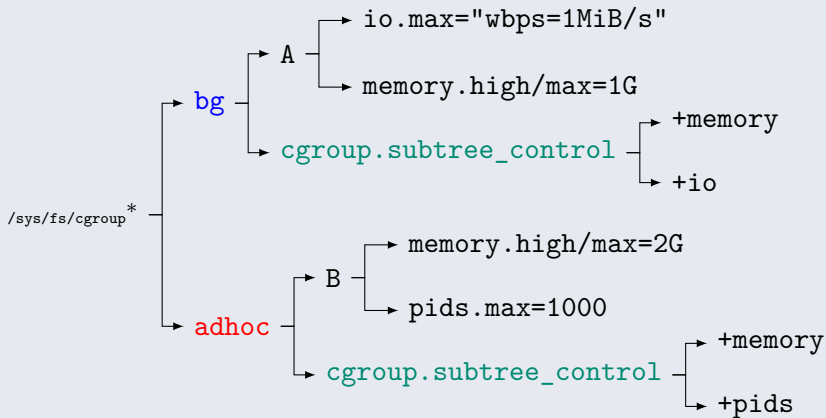 io.max="wbps=1MiB/s"
A
memory.high/max=1G
bg
+memory
cgroup.subtree_control
+io
/sys/fs/cgroup*
memory.high/max=2G
B
pids.max=1000
adhoc
+memory
cgroup.subtree_control
+pids